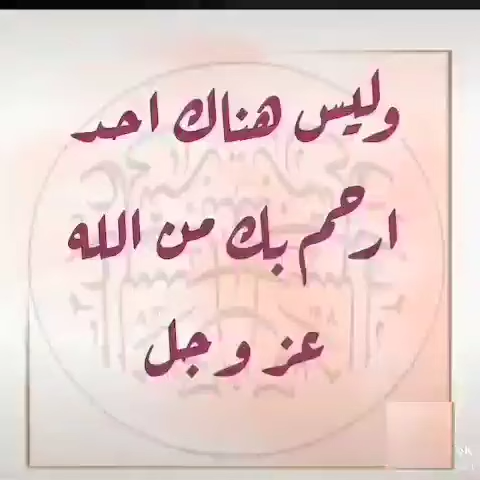 وليس هناك احد
ارحم بك من الله
عز و جل